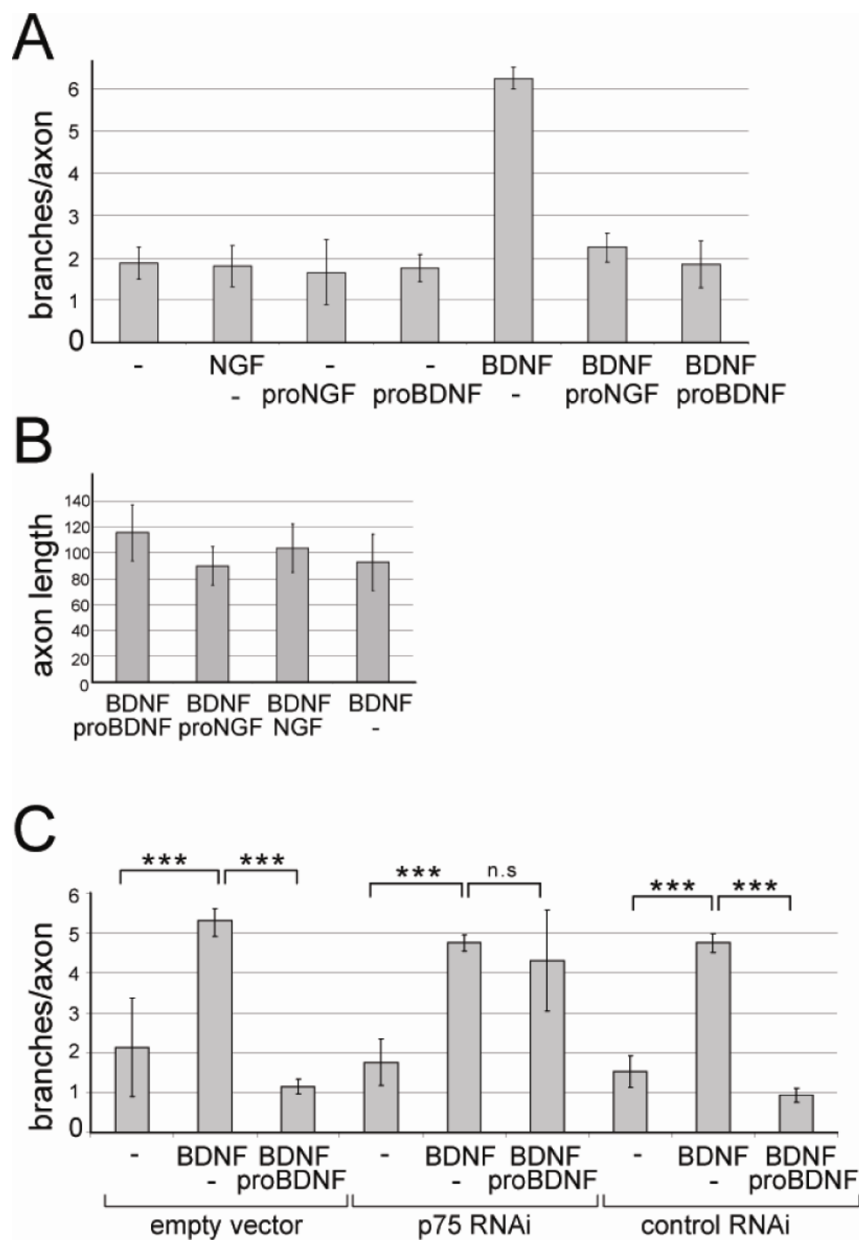 A
branches/axon
6
5
4
3
2
1
0
- NGF - - BDNF BDNF BDNF
- proNGF proBDNF - proNGF proBDNF
B
axon length
140
120
100
80
60
40
20
0
BDNF BDNF BDNF BDNF
proBDNF proNGF NGF -
C
*** *** *** n.s *** ***
branches/axon
6
5
4
3
2
1
0
- BDNF BDNF - BDNF BDNF - BDNF BDNF
- proBDNF - proBDNF - proBDNF
empty vector p75 RNAi control RNAi